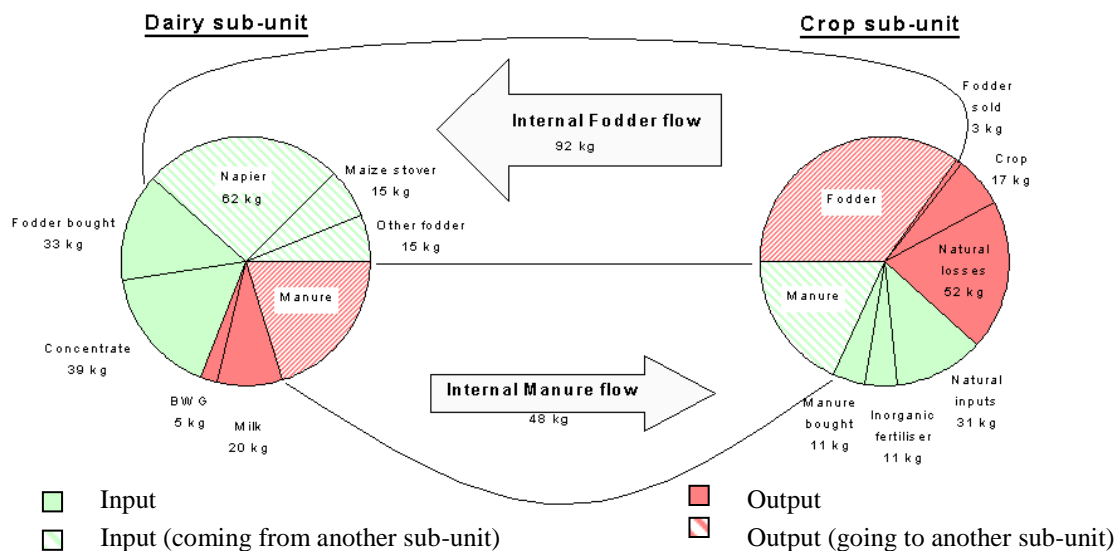 Dairy sub-unit
Crop sub-unit
Internal Fodder flow
92 kg
Napier
62 kg
Maize stover
15 kg
Other fodder
15 kg
Fodder bought
33 kg
Concentrate
39 kg
BWG
5 kg
Milk
20 kg
Manure
Fodder
sold
3 kg
Crop
17 kg
Fodder
Natural
losses
52 kg
Manure
Natural
inputs
31 kg
Inorganic
fertiliser
11 kg
Manure
bought
11 kg
Internal Manure flow
48 kg
Input
Input (coming from another sub-unit)
Output
Output (going to another sub-unit)